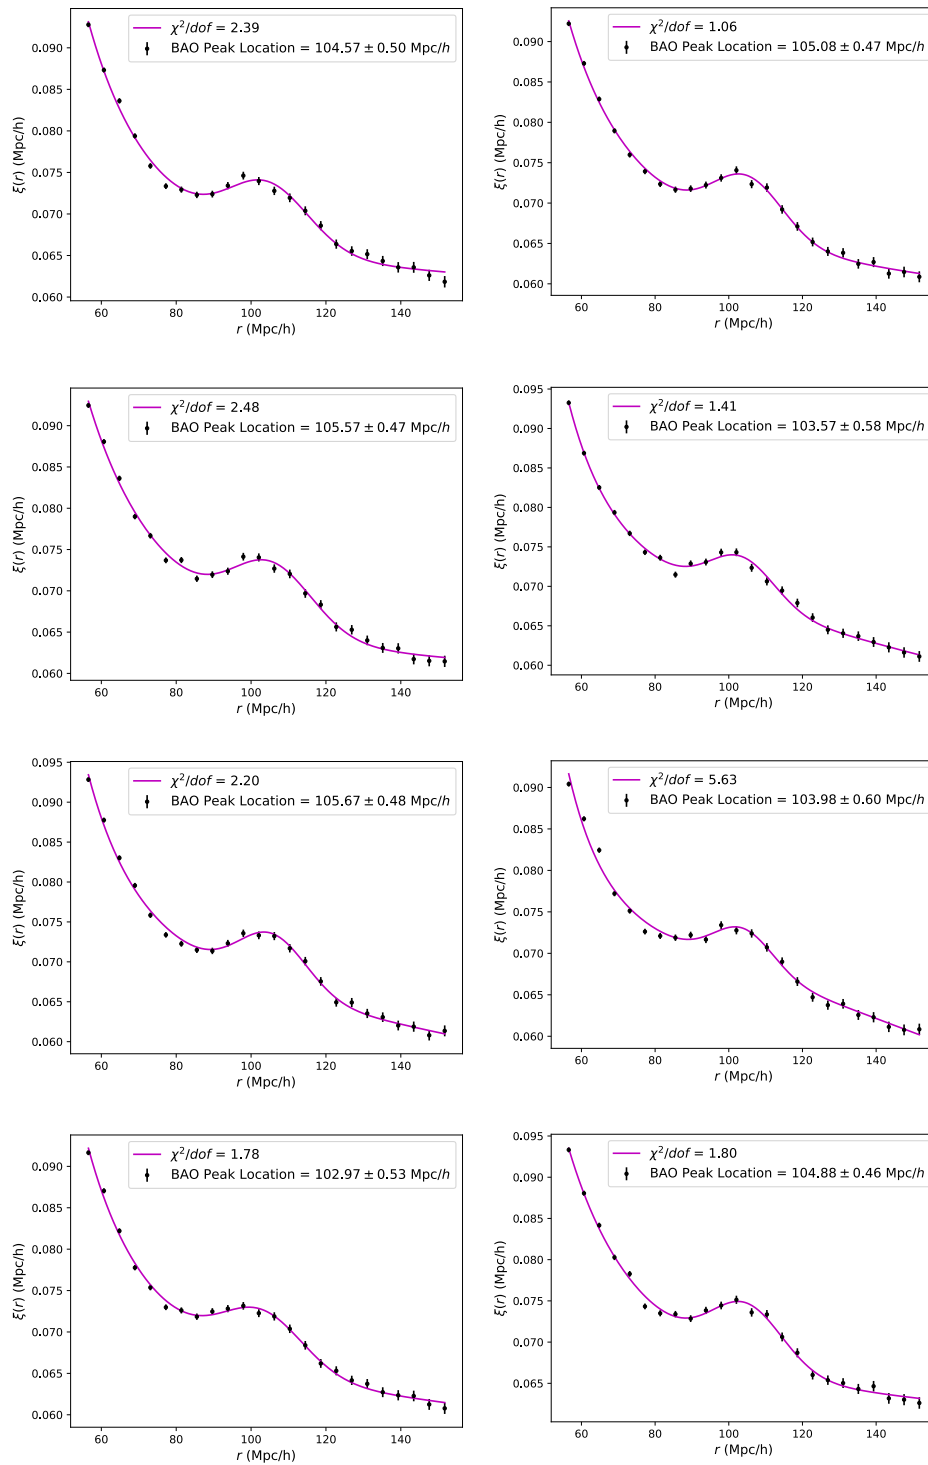 χ²/dof = 2.39
BAO Peak Location = 104.57 ± 0.50 Mpc/h
0.090
0.085
0.080
0.075
0.070
0.065
0.060
ξ(r) (Mpc/h)
60 80 100 120 140
r (Mpc/h)
χ²/dof = 1.06
BAO Peak Location = 105.08 ± 0.47 Mpc/h
0.090
0.085
0.080
0.075
0.070
0.065
0.060
ξ(r) (Mpc/h)
60 80 100 120 140
r (Mpc/h)
χ²/dof = 2.48
BAO Peak Location = 105.57 ± 0.47 Mpc/h
0.090
0.085
0.080
0.075
0.070
0.065
0.060
ξ(r) (Mpc/h)
60 80 100 120 140
r (Mpc/h)
χ²/dof = 1.41
BAO Peak Location = 103.57 ± 0.58 Mpc/h
0.095
0.090
0.085
0.080
0.075
0.070
0.065
0.060
ξ(r) (Mpc/h)
60 80 100 120 140
r (Mpc/h)
χ²/dof = 2.20
BAO Peak Location = 105.67 ± 0.48 Mpc/h
0.095
0.090
0.085
0.080
0.075
0.070
0.065
0.060
ξ(r) (Mpc/h)
60 80 100 120 140
r (Mpc/h)
χ²/dof = 5.63
BAO Peak Location = 103.98 ± 0.60 Mpc/h
0.090
0.085
0.080
0.075
0.070
0.065
0.060
ξ(r) (Mpc/h)
60 80 100 120 140
r (Mpc/h)
χ²/dof = 1.78
BAO Peak Location = 102.97 ± 0.53 Mpc/h
0.090
0.085
0.080
0.075
0.070
0.065
0.060
ξ(r) (Mpc/h)
60 80 100 120 140
r (Mpc/h)
χ²/dof = 1.80
BAO Peak Location = 104.88 ± 0.46 Mpc/h
0.095
0.090
0.085
0.080
0.075
0.070
0.065
ξ(r) (Mpc/h)
60 80 100 120 140
r (Mpc/h)